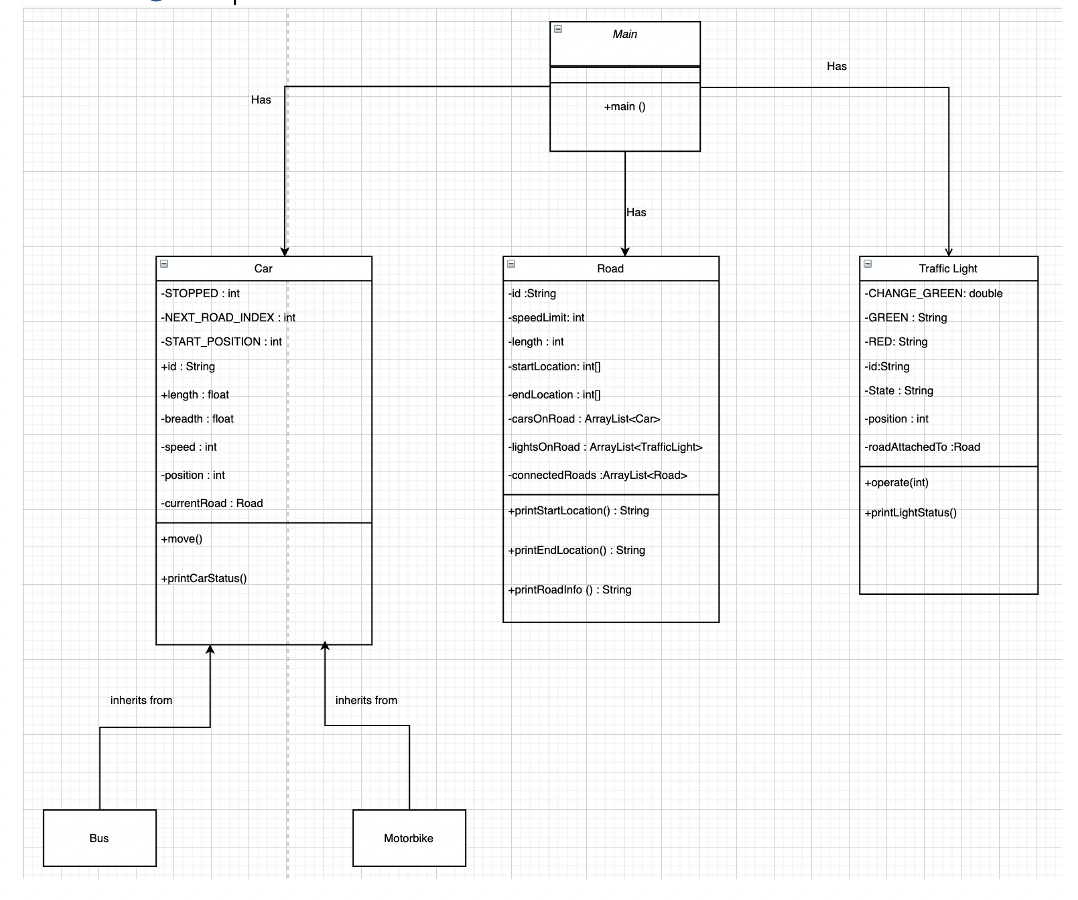 Main
+main ()
Has
Has
Has
Car
-STOPPED : int
-NEXT_ROAD_INDEX : int
-START_POSITION : int
+id : String
+length : float
-breadth : float
-speed : int
-position : int
-currentRoad : Road
+move()
+printCarStatus()
Road
-id :String
-speedLimit: int
-length : int
-startLocation: int[]
-endLocation : int[]
-carsOnRoad : ArrayList<Car>
-lightsOnRoad : ArrayList<TrafficLight>
-connectedRoads :ArrayList<Road>
+printStartLocation() : String
+printEndLocation() : String
+printRoadInfo () : String
Traffic Light
-CHANGE_GREEN: double
-GREEN : String
-RED: String
-id:String
-State : String
-position : int
-roadAttachedTo :Road
+operate(int)
+printLightStatus()
inherits from
inherits from
Bus
Motorbike